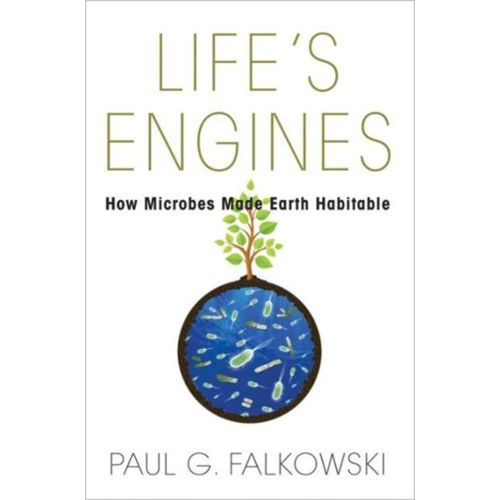 LIFE'S
ENGINES
How Microbes Made Earth Habitable
PAUL G. FALKOWSKI